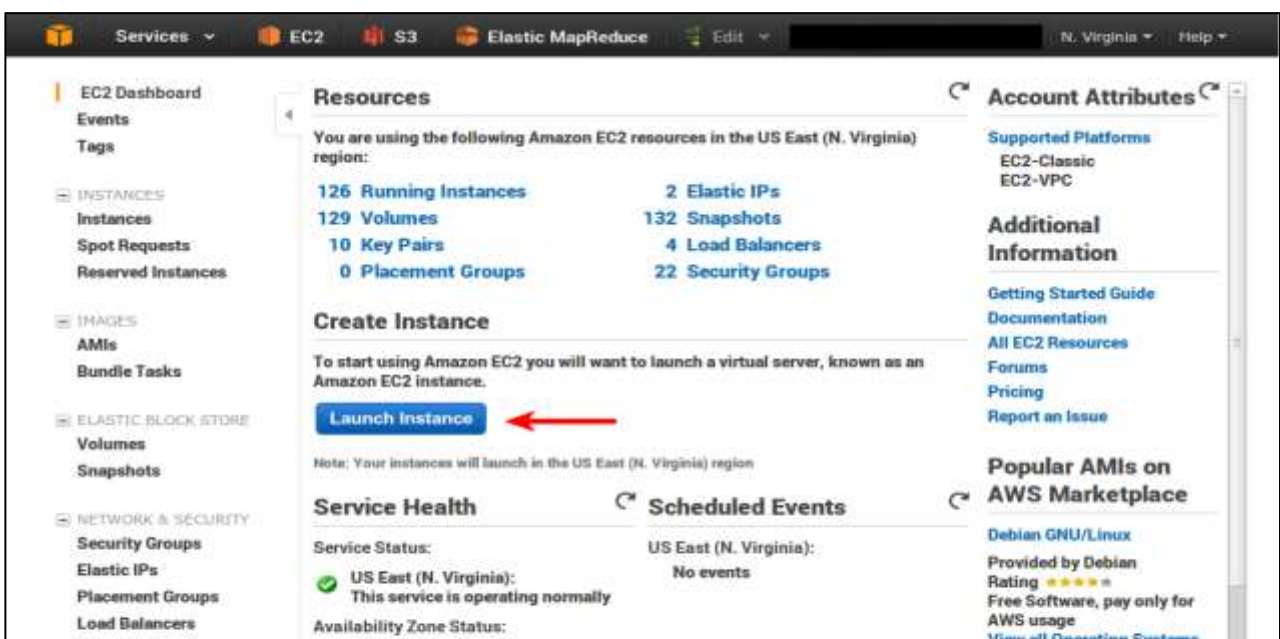 Services EC2 S3 Elastic MapReduce Edit N. Virginia Help
EC2 Dashboard
Events
Tags
INSTANCES
Instances
Spot Requests
Reserved Instances
IMAGES
AMIs
Bundle Tasks
ELASTIC BLOCK STORE
Volumes
Snapshots
NETWORK & SECURITY
Security Groups
Elastic IPs
Placement Groups
Load Balancers
Resources
You are using the following Amazon EC2 resources in the US East (N. Virginia)
region:
126 Running Instances 2 Elastic IPs
129 Volumes 132 Snapshots
10 Key Pairs 4 Load Balancers
0 Placement Groups 22 Security Groups
Create Instance
To start using Amazon EC2 you will want to launch a virtual server, known as an
Amazon EC2 instance.
Launch Instance
Note: Your instances will launch in the US East (N. Virginia) region
Service Health
Service Status:
US East (N. Virginia):
This service is operating normally
Availability Zone Status:
Scheduled Events
US East (N. Virginia):
No events
Account Attributes
Supported Platforms
EC2-Classic
EC2-VPC
Additional
Information
Getting Started Guide
Documentation
All EC2 Resources
Forums
Pricing
Report an Issue
Popular AMIs on
AWS Marketplace
Debian GNU/Linux
Provided by Debian
Rating
Free Software, pay only for
AWS usage
View all Operating Systems